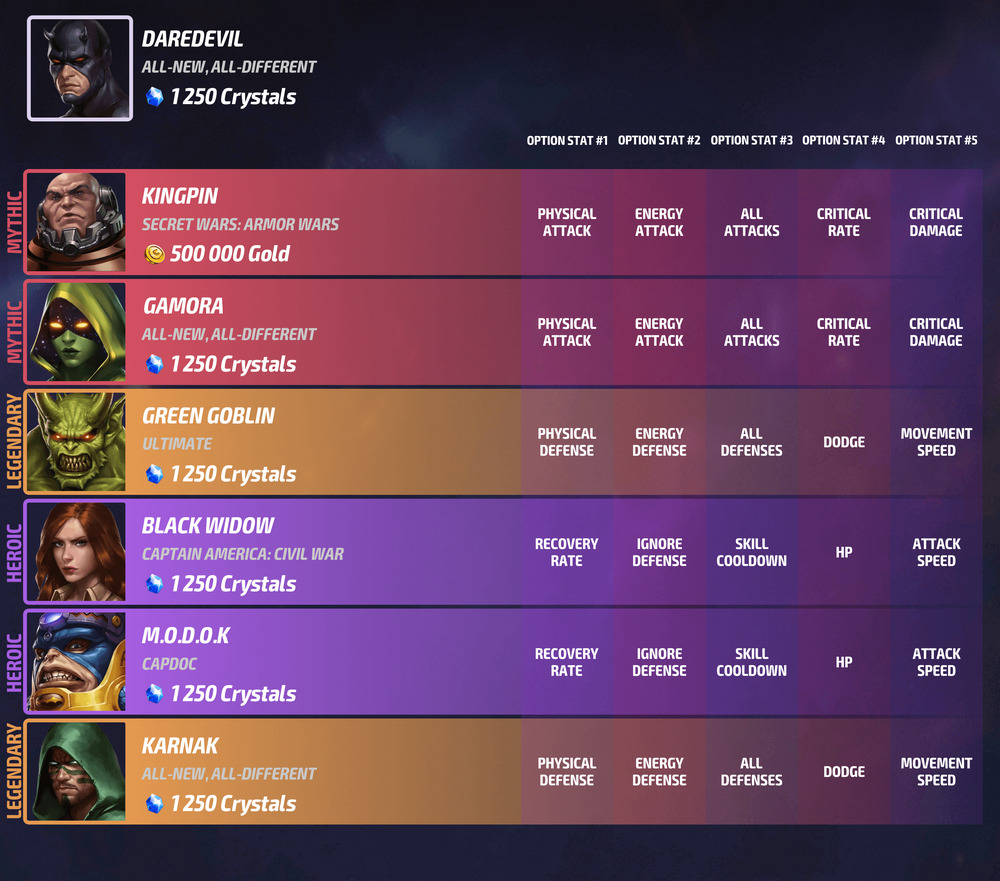 DAREDEVIL
ALL-NEW, ALL-DIFFERENT
1 250 Crystals
OPTION STAT #1 OPTION STAT #2 OPTION STAT #3 OPTION STAT #4 OPTION STAT #5
MYTHIC
KINGPIN
SECRET WARS: ARMOR WARS
500 000 Gold
PHYSICAL ATTACK
ENERGY ATTACK
ALL ATTACKS
CRITICAL RATE
CRITICAL DAMAGE
MYTHIC
GAMORA
ALL-NEW, ALL-DIFFERENT
1 250 Crystals
PHYSICAL ATTACK
ENERGY ATTACK
ALL ATTACKS
CRITICAL RATE
CRITICAL DAMAGE
LEGENDARY
GREEN GOBLIN
ULTIMATE
1 250 Crystals
PHYSICAL DEFENSE
ENERGY DEFENSE
ALL DEFENSES
DODGE
MOVEMENT SPEED
HEROIC
BLACK WIDOW
CAPTAIN AMERICA: CIVIL WAR
1 250 Crystals
RECOVERY RATE
IGNORE DEFENSE
SKILL COOLDOWN
HP
ATTACK SPEED
HEROIC
M.O.D.O.K
CAPDOC
1 250 Crystals
RECOVERY RATE
IGNORE DEFENSE
SKILL COOLDOWN
HP
ATTACK SPEED
LEGENDARY
KARNAK
ALL-NEW, ALL-DIFFERENT
1 250 Crystals
PHYSICAL DEFENSE
ENERGY DEFENSE
ALL DEFENSES
DODGE
MOVEMENT SPEED